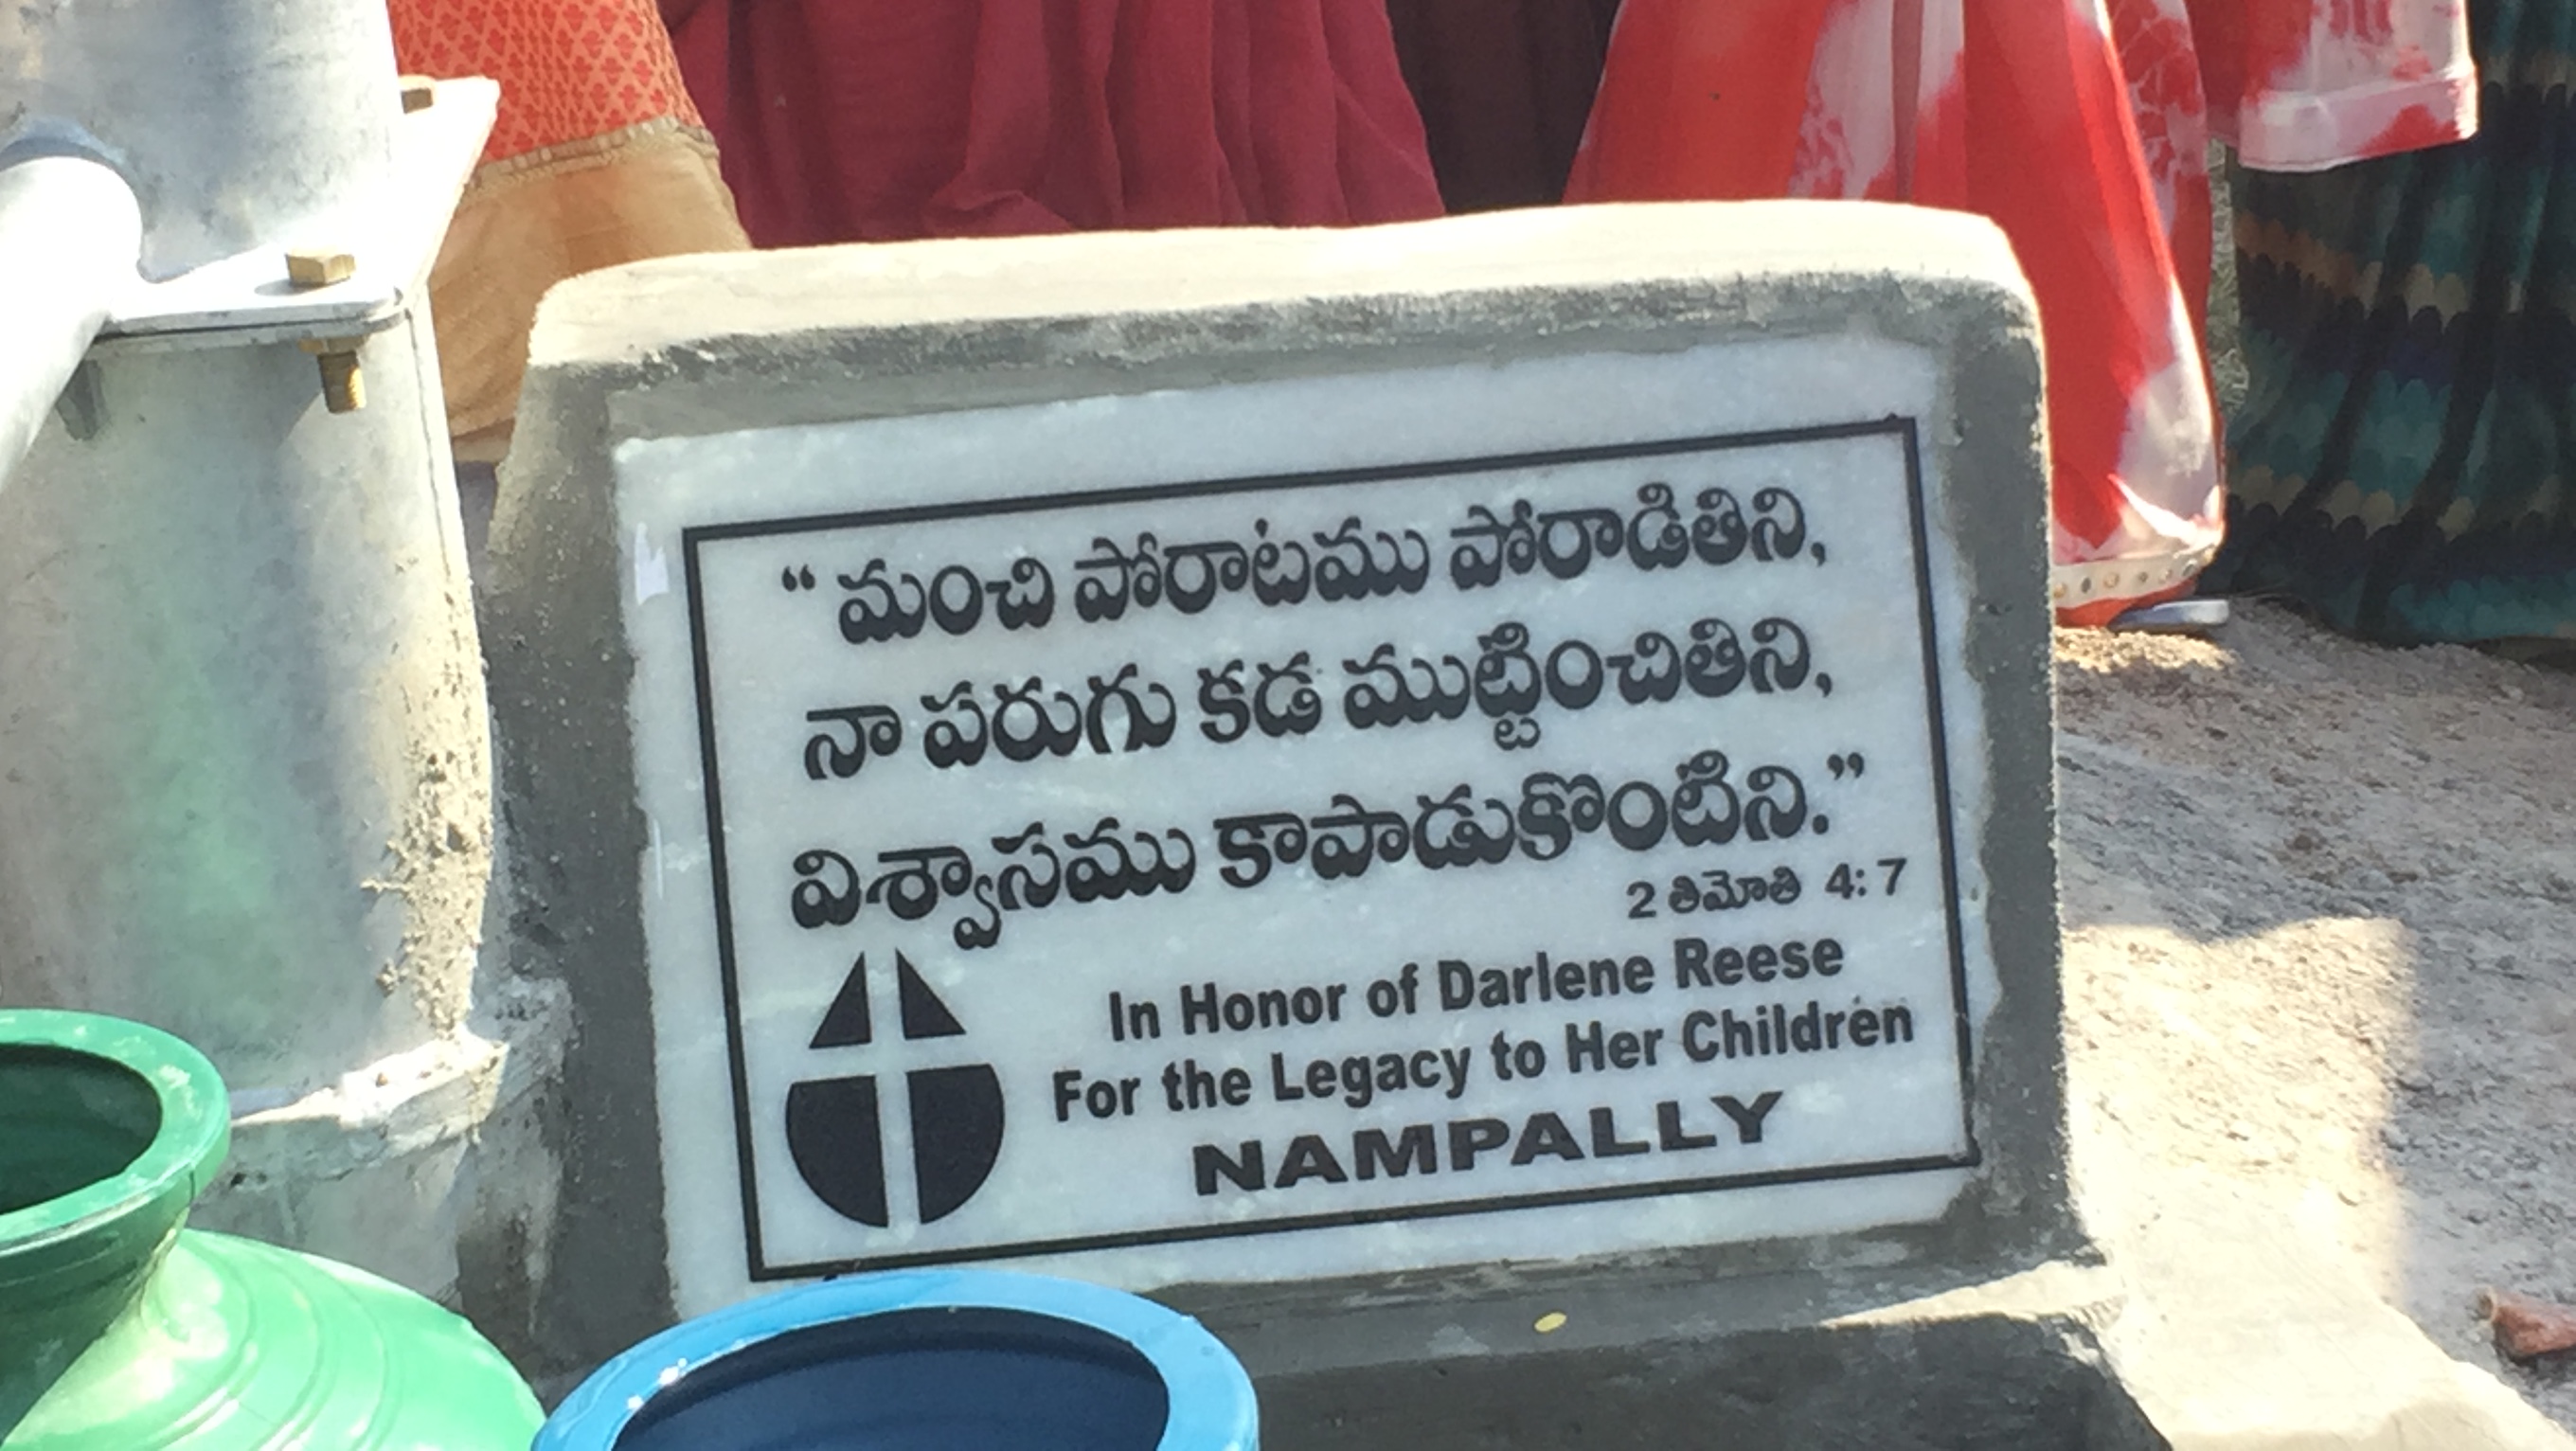 “ మంచి పోరాటము పోరాడితిని,
నా పరుగు కడ ముట్టించితిని,
విశ్వాసము కాపాడుకొంటిని.”
2 తిమోతి 4: 7
In Honor of Darlene Reese
For the Legacy to Her Children
NAMPALLY